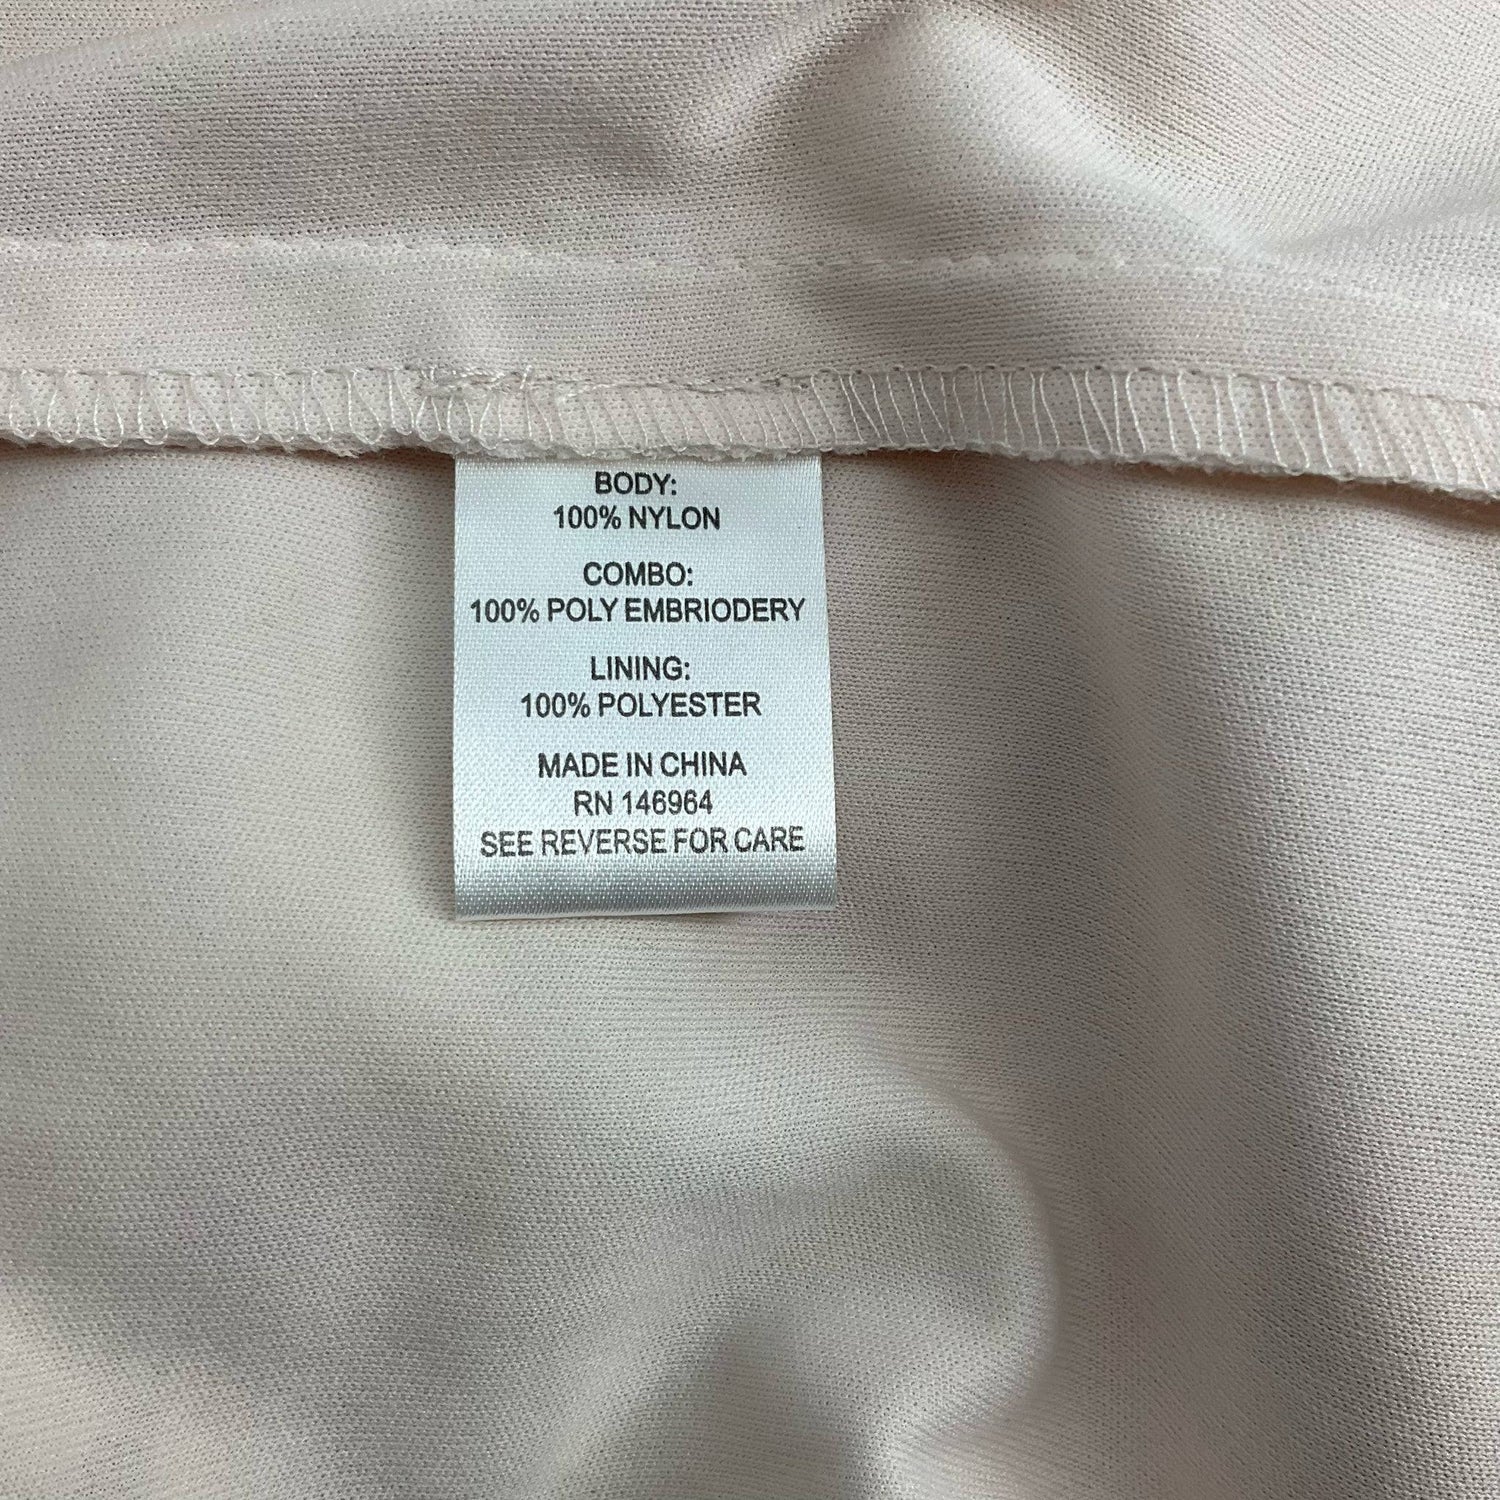 BODY:
100% NYLON
COMBO:
100% POLY EMBRIODERY
LINING:
100% POLYESTER
MADE IN CHINA
RN 146964
SEE REVERSE FOR CARE